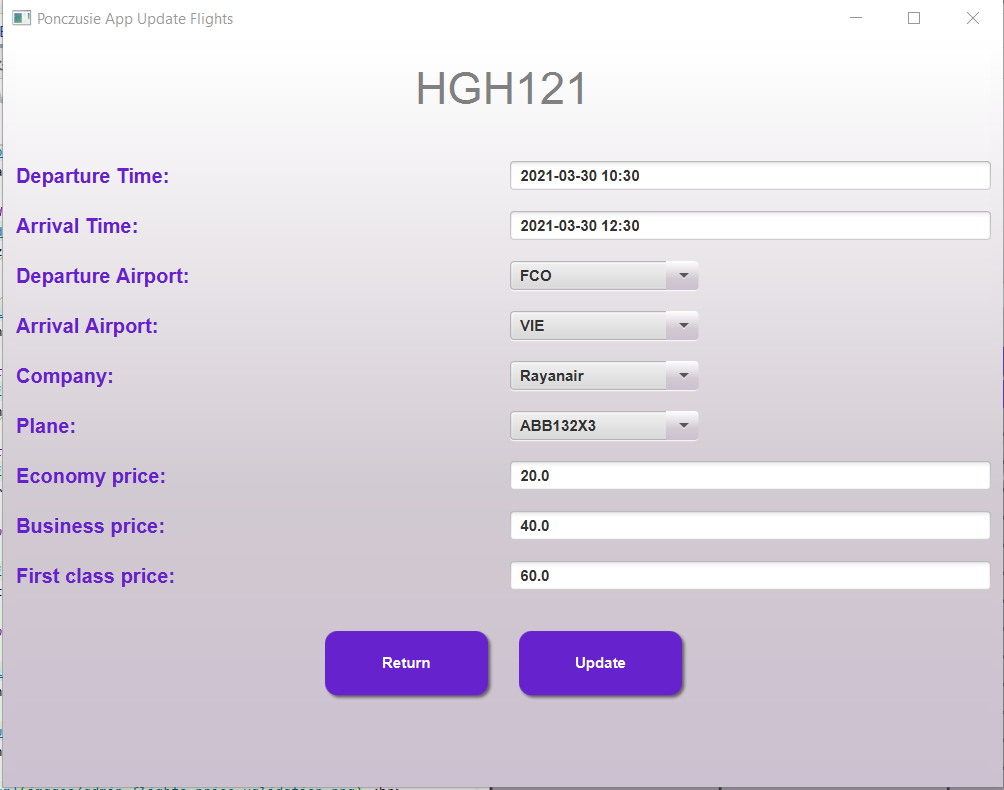 Ponczusie App Update Flights
HGH121
Departure Time: 2021-03-30 10:30
Arrival Time: 2021-03-30 12:30
Departure Airport: FCO
Arrival Airport: VIE
Company: Rayanair
Plane: ABB132X3
Economy price: 20.0
Business price: 40.0
First class price: 60.0
Return Update